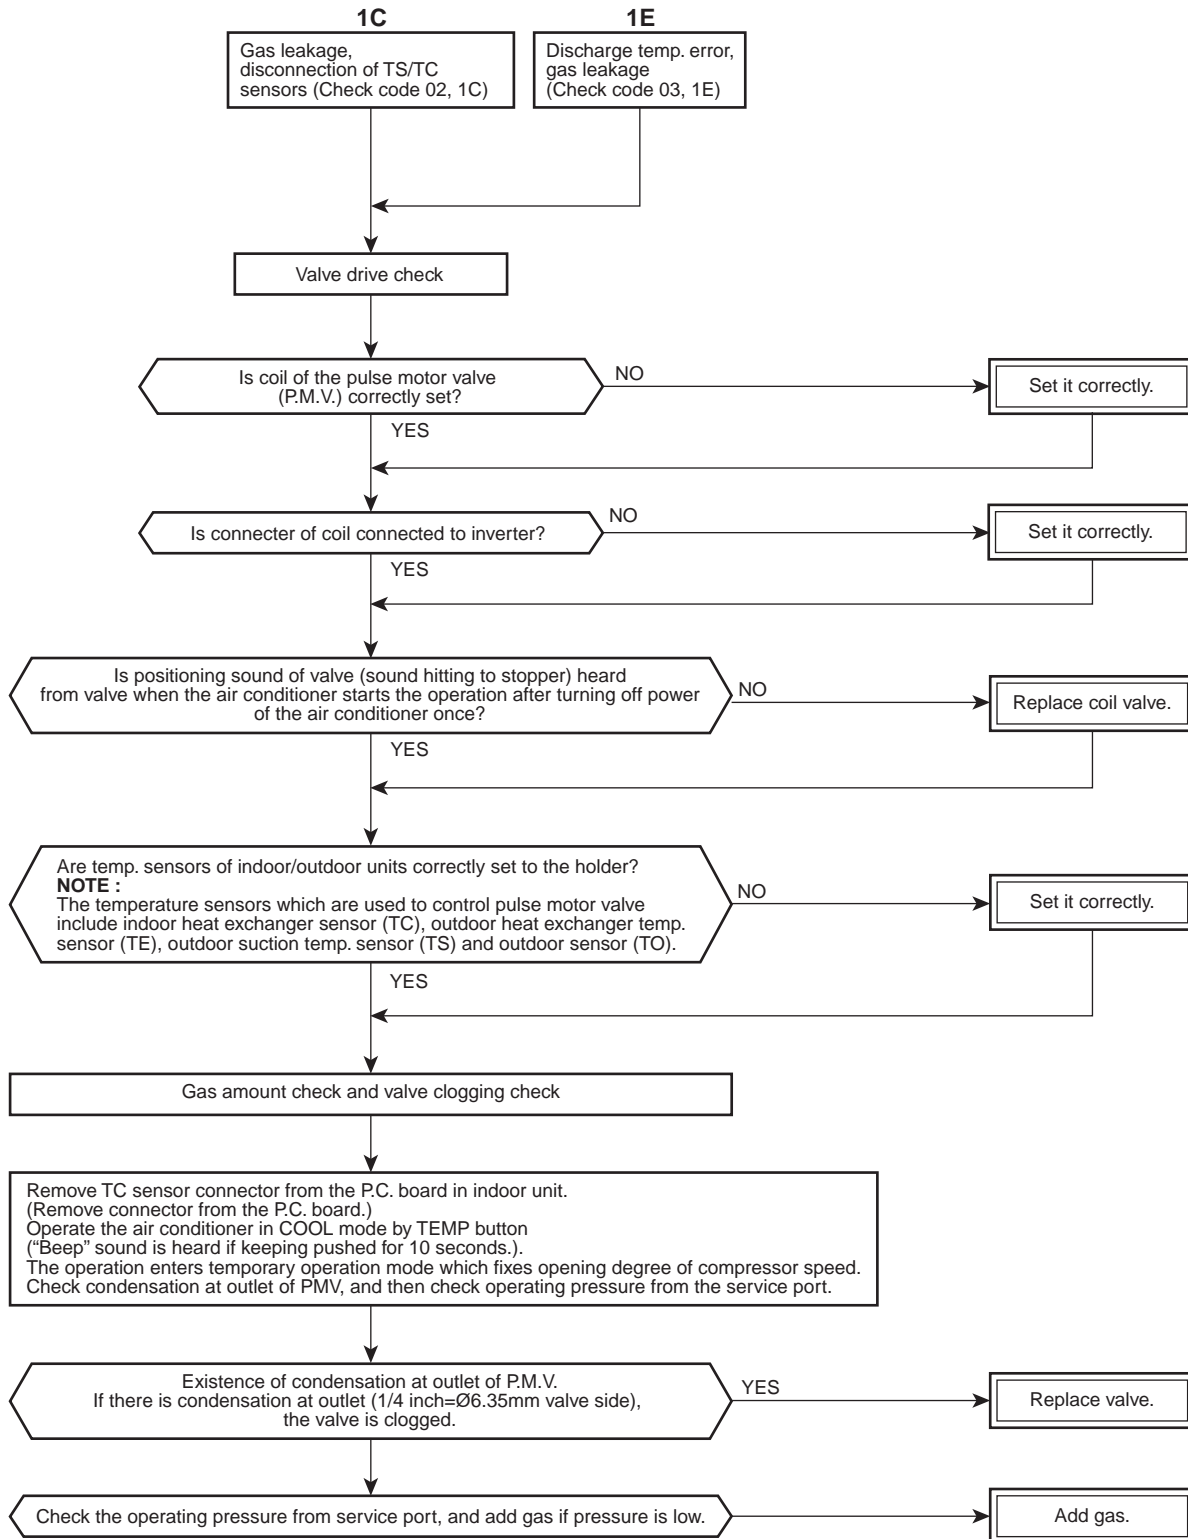 1C
1E
Gas leakage,
disconnection of TS/TC
sensors (Check code 02, 1C)
Discharge temp. error,
gas leakage
(Check code 03, 1E)
Valve drive check
Is coil of the pulse motor valve
(P.M.V.) correctly set?
NO
Set it correctly.
YES
Is connecter of coil connected to inverter?
NO
Set it correctly.
YES
Is positioning sound of valve (sound hitting to stopper) heard
from valve when the air conditioner starts the operation after turning off power
of the air conditioner once?
NO
Replace coil valve.
YES
Are temp. sensors of indoor/outdoor units correctly set to the holder?
NOTE :
The temperature sensors which are used to control pulse motor valve
include indoor heat exchanger sensor (TC), outdoor heat exchanger temp.
sensor (TE), outdoor suction temp. sensor (TS) and outdoor sensor (TO).
NO
Set it correctly.
YES
Gas amount check and valve clogging check
Remove TC sensor connector from the P.C. board in indoor unit.
(Remove connector from the P.C. board.)
Operate the air conditioner in COOL mode by TEMP button
(“Beep” sound is heard if keeping pushed for 10 seconds.).
The operation enters temporary operation mode which fixes opening degree of compressor speed.
Check condensation at outlet of PMV, and then check operating pressure from the service port.
Existence of condensation at outlet of P.M.V.
If there is condensation at outlet (1/4 inch=Ø6.35mm valve side),
the valve is clogged.
YES
Replace valve.
Check the operating pressure from service port, and add gas if pressure is low.
Add gas.